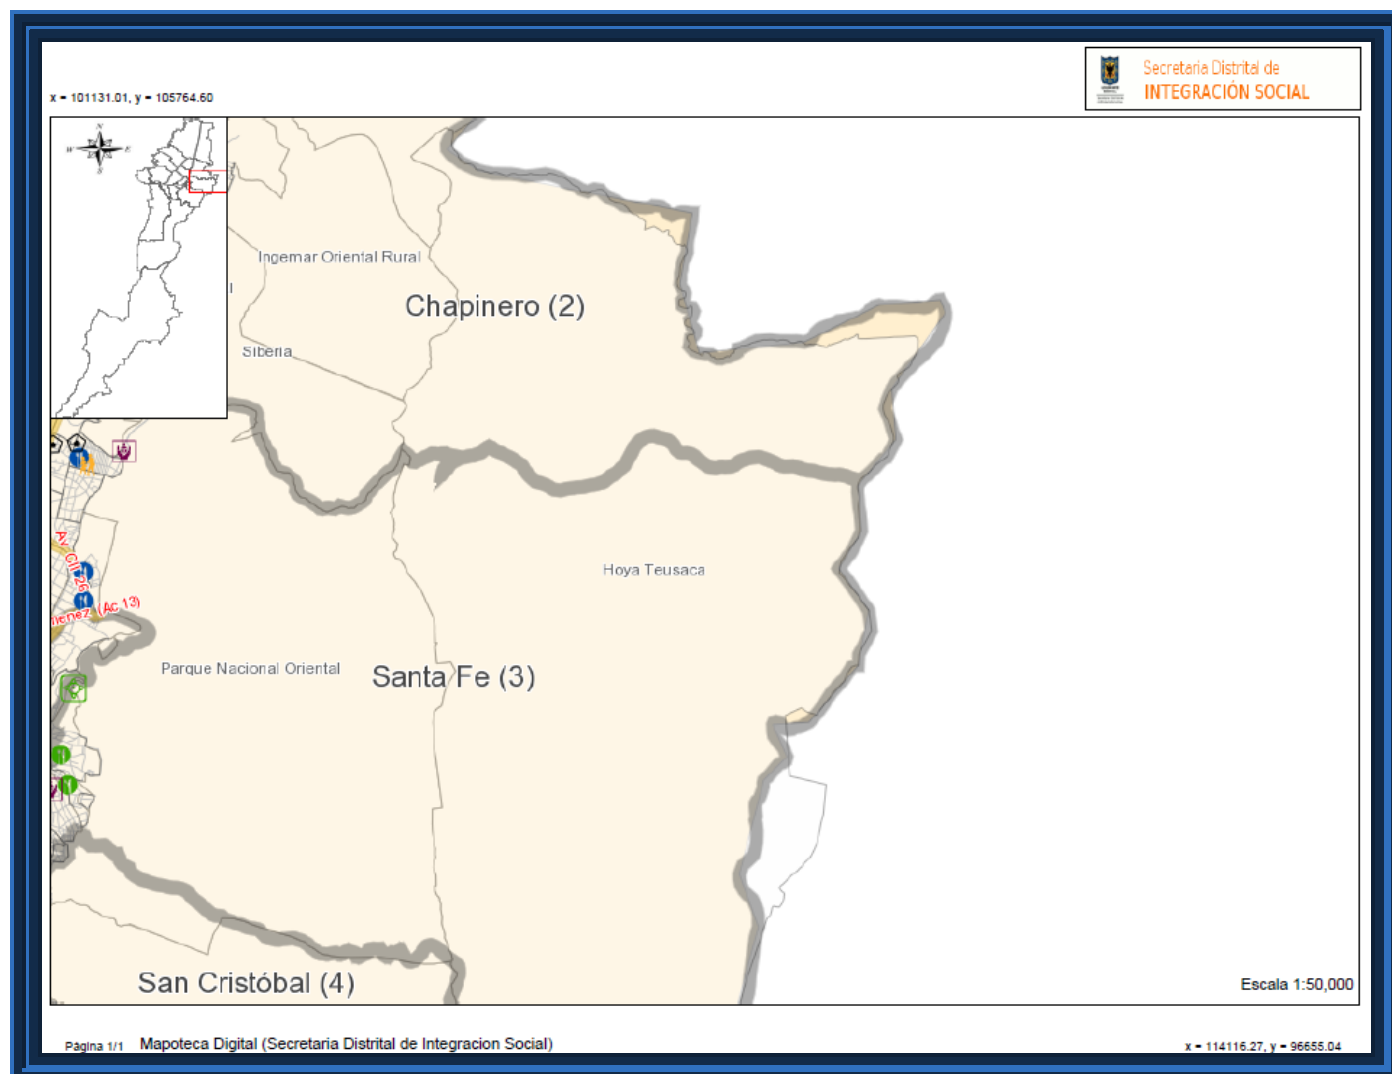 Secretaria Distrital de
INTEGRACIÓN SOCIAL
x = 101131.01, y = 105764.60
N
W
E
S
Ingemar Oriental Rural
l
Chapinero (2)
Siberia
Av Cll 26
(Ac 13)
Hoya Teusaca
Parque Nacional Oriental
Santa Fe (3)
San Cristóbal (4)
Escala 1:50,000
Página 1/1 Mapoteca Digital (Secretaria Distrital de Integracion Social)
x = 114116.27, y = 96655.04